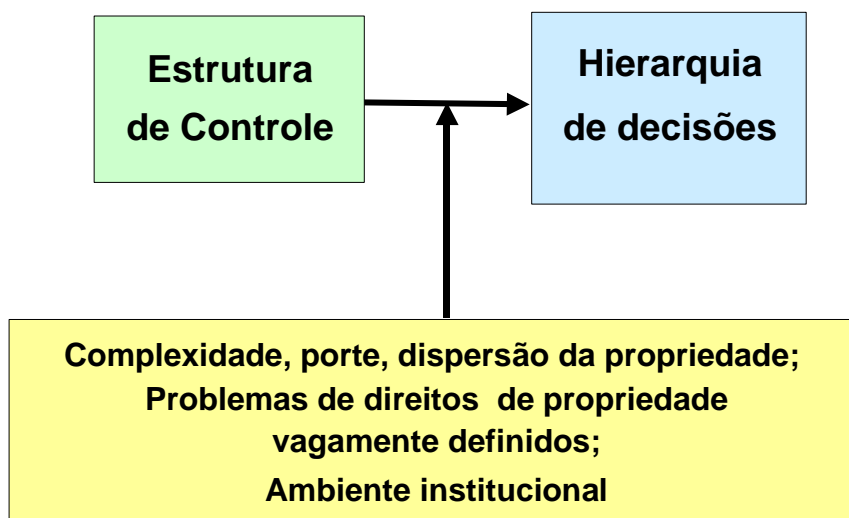 Estrutura
de Controle
Hierarquia
de decisões
Complexidade, porte, dispersão da propriedade;
Problemas de direitos de propriedade
vagamente definidos;
Ambiente institucional